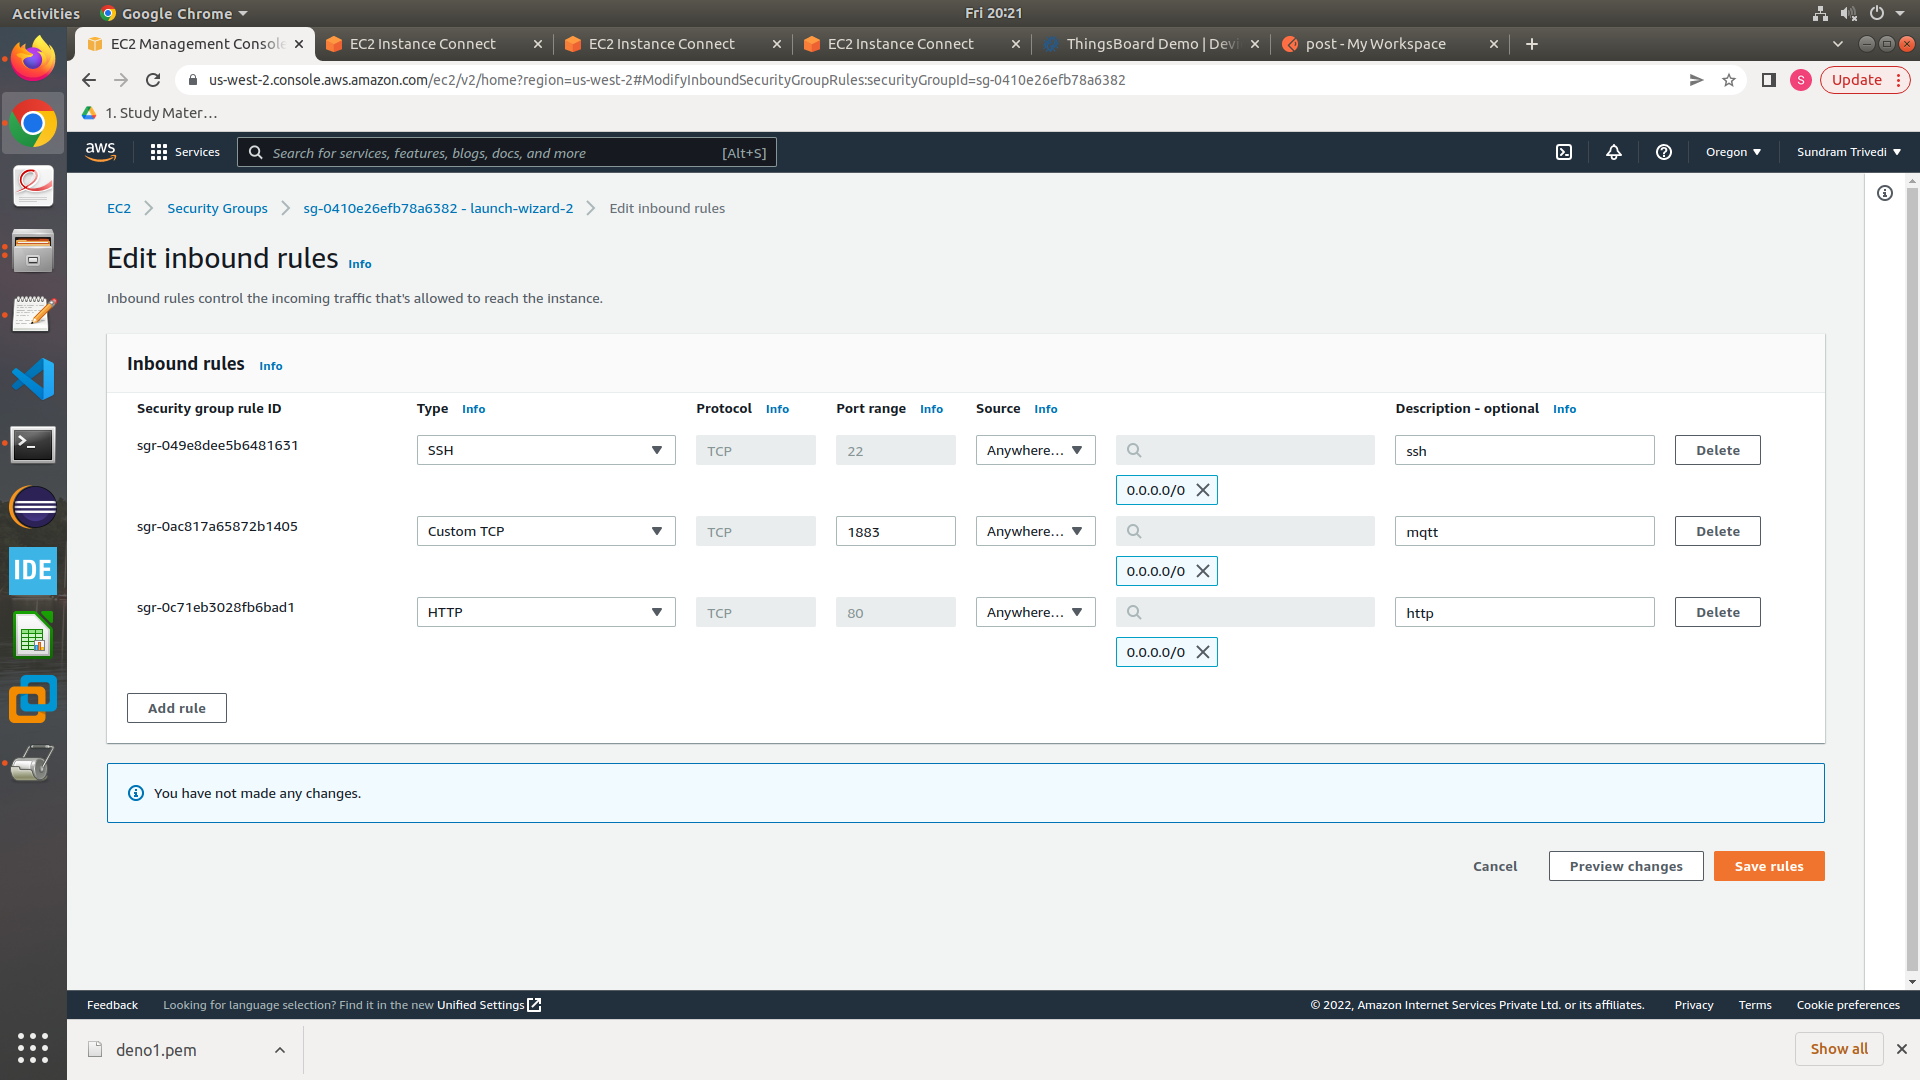 Activities Google Chrome Fri 20:21
EC2 Management Console EC2 Instance Connect EC2 Instance Connect EC2 Instance Connect ThingsBoard Demo | Devi post - My Workspace
us-west-2.console.aws.amazon.com/ec2/v2/home?region=us-west-2#ModifyInboundSecurityGroupRules:securityGroupId=sg-0410e26efb78a6382 S Update
1. Study Mater…
aws Services Search for services, features, blogs, docs, and more [Alt+S] Oregon Sundram Trivedi
EC2 Security Groups sg-0410e26efb78a6382 - launch-wizard-2 Edit inbound rules
Edit inbound rules Info
Inbound rules control the incoming traffic that's allowed to reach the instance.
Inbound rules Info
Security group rule ID Type Info Protocol Info Port range Info Source Info Description - optional Info
sgr-049e8dee5b6481631 SSH TCP 22 Anywhere... ssh Delete
0.0.0.0/0
sgr-0ac817a65872b1405 Custom TCP TCP 1883 Anywhere... mqtt Delete
0.0.0.0/0
sgr-0c71eb3028fb6bad1 HTTP TCP 80 Anywhere... http Delete
0.0.0.0/0
Add rule
You have not made any changes.
Cancel Preview changes Save rules
IDE
Feedback Looking for language selection? Find it in the new Unified Settings © 2022, Amazon Internet Services Private Ltd. or its affiliates. Privacy Terms Cookie preferences
deno1.pem Show all